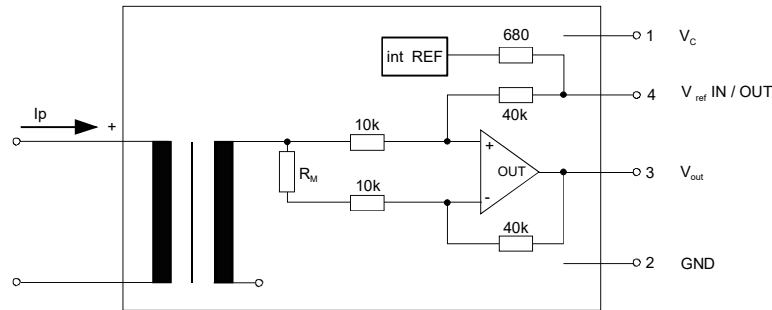 680
1 V_C
int REF
Ip
+
4 V_ref IN / OUT
40k
10k
+
R_M
OUT
3 V_out
10k
-
40k
2 GND